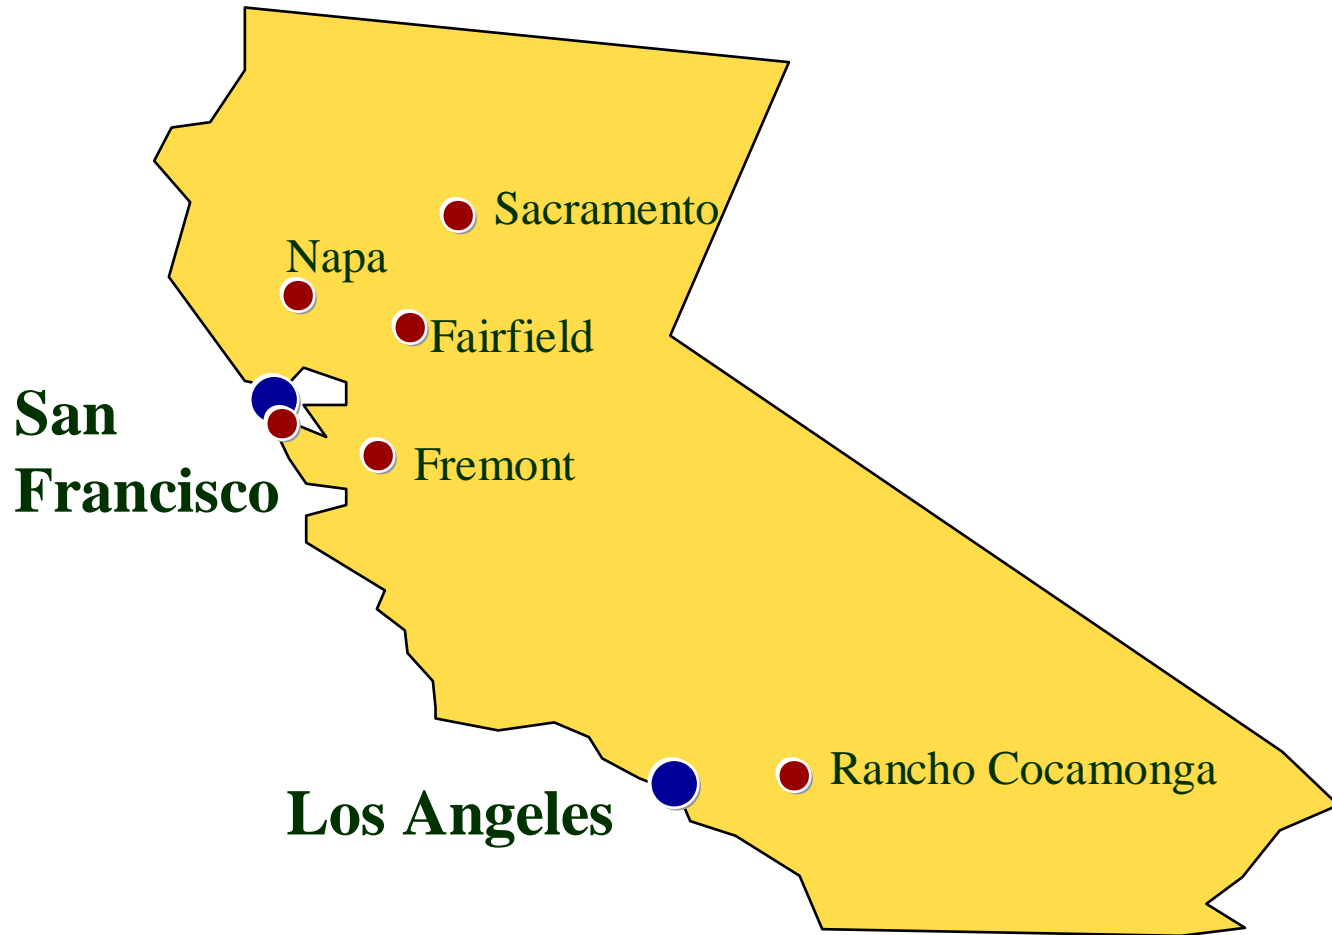 Sacramento
Napa
Fairfield
San
Francisco
Fremont
Rancho Cocamonga
Los Angeles